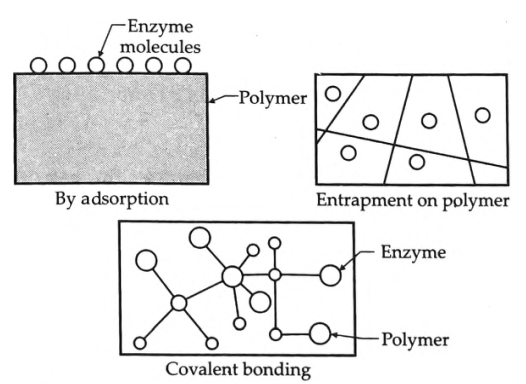 Enzyme
molecules
Polymer
By adsorption
Entrapment on polymer
Enzyme
Polymer
Covalent bonding